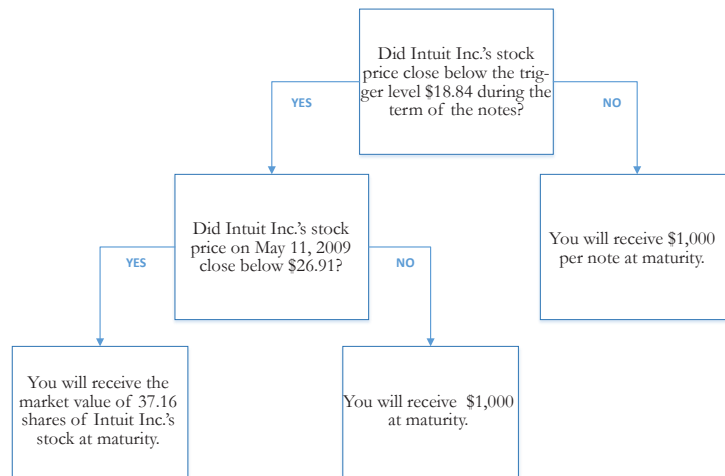 Did Intuit Inc.'s stock
price close below the trig-
ger level $18.84 during the
term of the notes?
YES
NO
Did Intuit Inc.'s stock
price on May 11, 2009
close below $26.91?
You will receive $1,000
per note at maturity.
YES
NO
You will receive the
market value of 37.16
shares of Intuit Inc.'s
stock at maturity.
You will receive $1,000
at maturity.